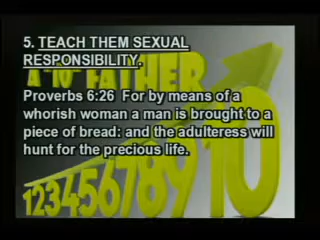 5. TEACH THEM SEXUAL
RESPONSIBILITY.
A "10" FATHER
Proverbs 6:26  For by means of a
whorish woman a man is brought to a
piece of bread: and the adulteress will
hunt for the precious life.
12345678910